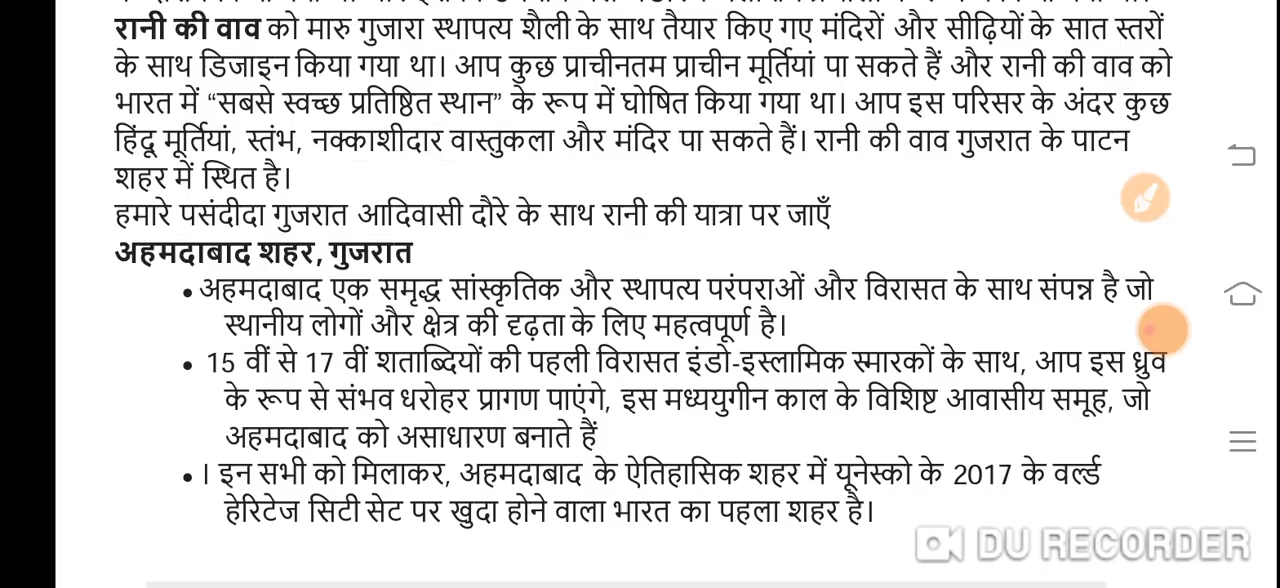 रानी की वाव को मारु गुजारा स्थापत्य शैली के साथ तैयार किए गए मंदिरों और सीढ़ियों के सात स्तरों
के साथ डिजाइन किया गया था। आप कुछ प्राचीनतम प्राचीन मूर्तियां पा सकते हैं और रानी की वाव को
भारत में “सबसे स्वच्छ प्रतिष्ठित स्थान” के रूप में घोषित किया गया था। आप इस परिसर के अंदर कुछ
हिंदू मूर्तियां, स्तंभ, नक्काशीदार वास्तुकला और मंदिर पा सकते हैं। रानी की वाव गुजरात के पाटन
शहर में स्थित है।
हमारे पसंदीदा गुजरात आदिवासी दौरे के साथ रानी की यात्रा पर जाएँ
अहमदाबाद शहर, गुजरात
• अहमदाबाद एक समृद्ध सांस्कृतिक और स्थापत्य परंपराओं और विरासत के साथ संपन्न है जो
स्थानीय लोगों और क्षेत्र की दृढ़ता के लिए महत्वपूर्ण है।
• 15 वीं से 17 वीं शताब्दियों की पहली विरासत इंडो-इस्लामिक स्मारकों के साथ, आप इस ध्रुव
के रूप से संभव धरोहर प्रागण पाएंगे, इस मध्ययुगीन काल के विशिष्ट आवासीय समूह, जो
अहमदाबाद को असाधारण बनाते हैं
• । इन सभी को मिलाकर, अहमदाबाद के ऐतिहासिक शहर में यूनेस्को के 2017 के वर्ल्ड
हेरिटेज सिटी सेट पर खुदा होने वाला भारत का पहला शहर है।
DU RECORDER